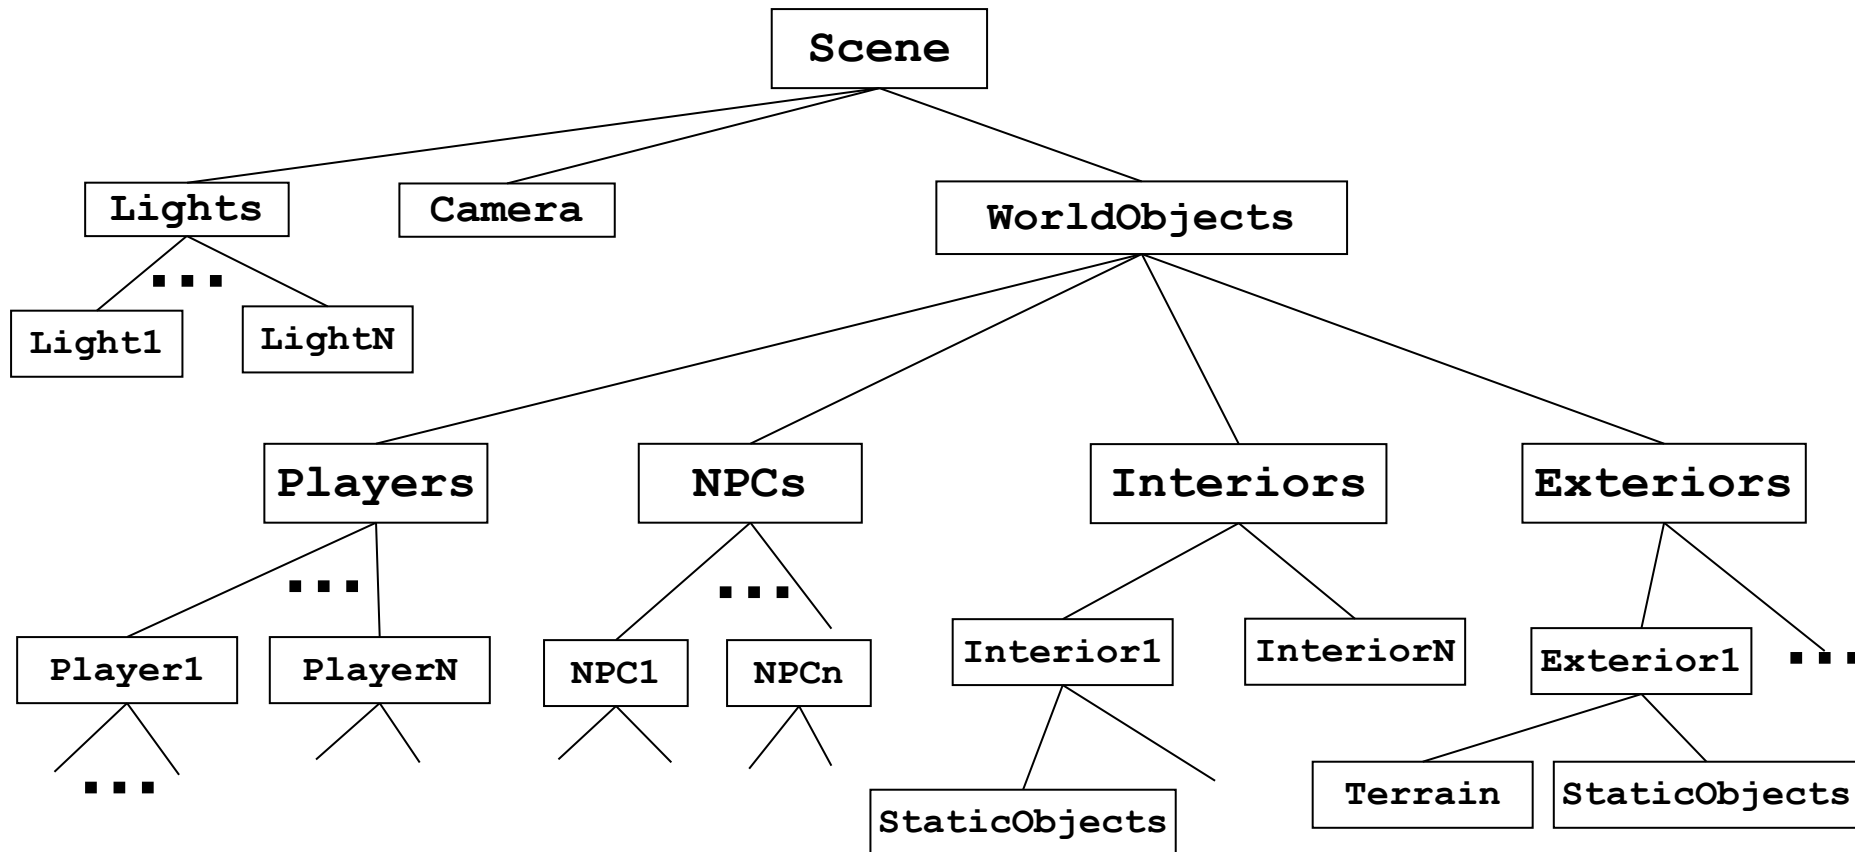 Scene
Lights
Camera
WorldObjects
...
Light1
LightN
Players
NPCs
Interiors
Exteriors
...
...
Player1
PlayerN
NPC1
NPCn
Interior1
InteriorN
Exterior1
...
...
StaticObjects
Terrain
StaticObjects